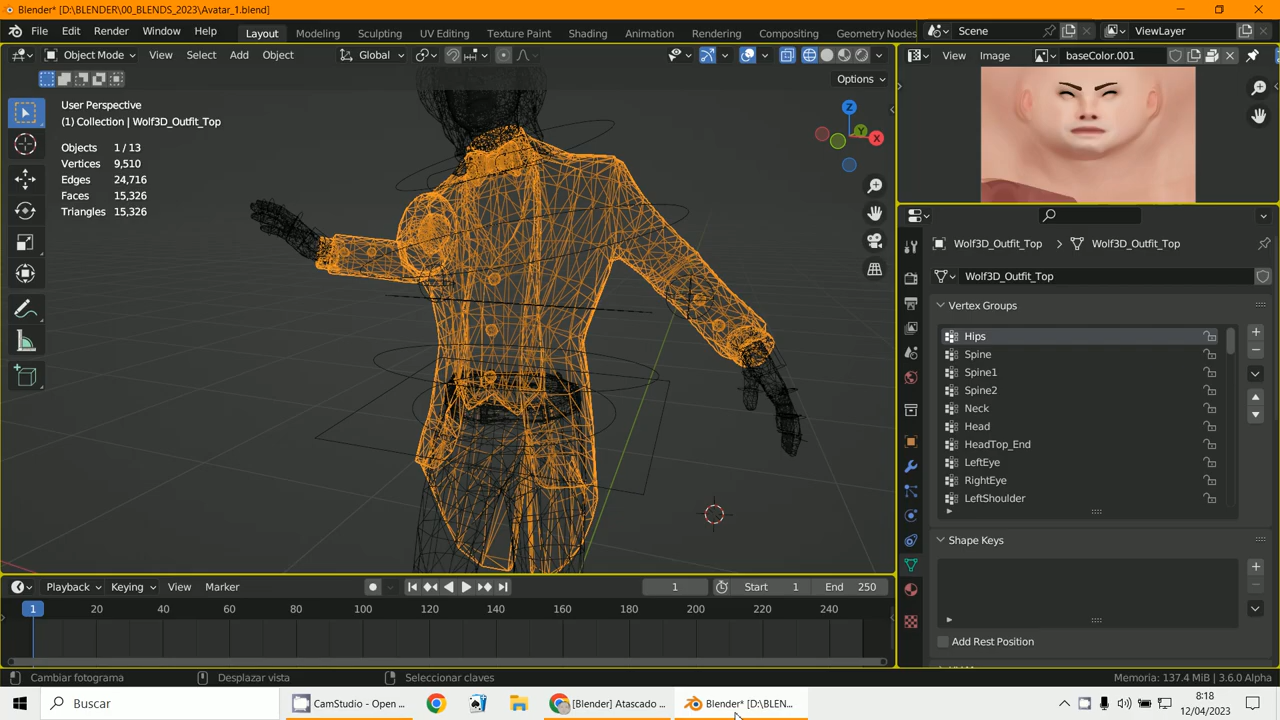 Blender* [D:\BLENDER\00_BLENDS_2023\Avatar_1.blend]
File Edit Render Window Help Layout Modeling Sculpting UV Editing Texture Paint Shading Animation Rendering Compositing Geometry Nodes Scene ViewLayer
Object Mode View Select Add Object Global View Image baseColor.001
Options
User Perspective
(1) Collection | Wolf3D_Outfit_Top
Objects 1 / 13
Vertices 9,510
Edges 24,716
Faces 15,326
Triangles 15,326
Z
Y
X
Wolf3D_Outfit_Top > Wolf3D_Outfit_Top
Wolf3D_Outfit_Top
Vertex Groups
Hips
Spine
Spine1
Spine2
Neck
Head
HeadTop_End
LeftEye
RightEye
LeftShoulder
Shape Keys
Add Rest Position
Playback Keying View Marker 1 Start 1 End 250
1 20 40 60 80 100 120 140 160 180 200 220 240
Cambiar fotograma Desplazar vista Seleccionar claves Memoria: 137.4 MiB | 3.6.0 Alpha
Buscar CamStudio - Open ... [Blender] Atascado ... Blender* [D:\BLEN... 8:18
12/04/2023